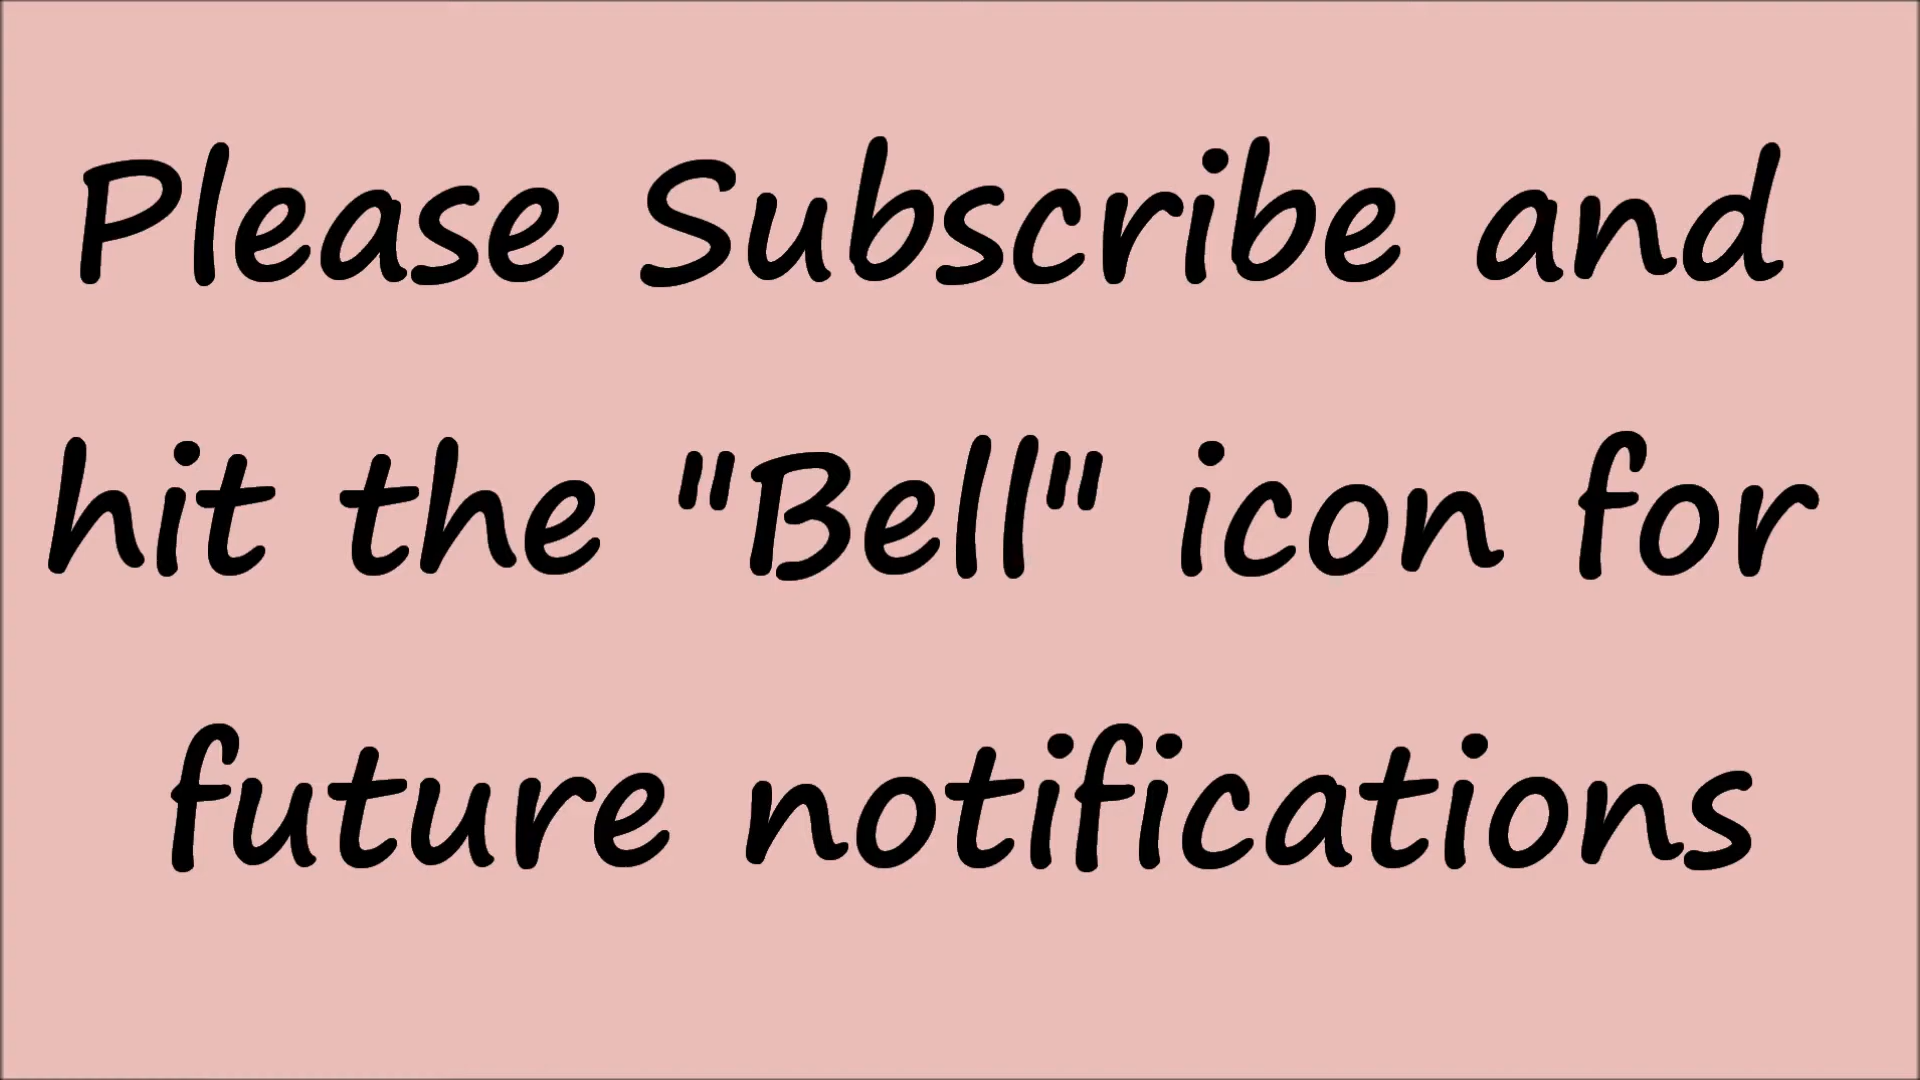 Please Subscribe and
hit the "Bell" icon for
future notifications